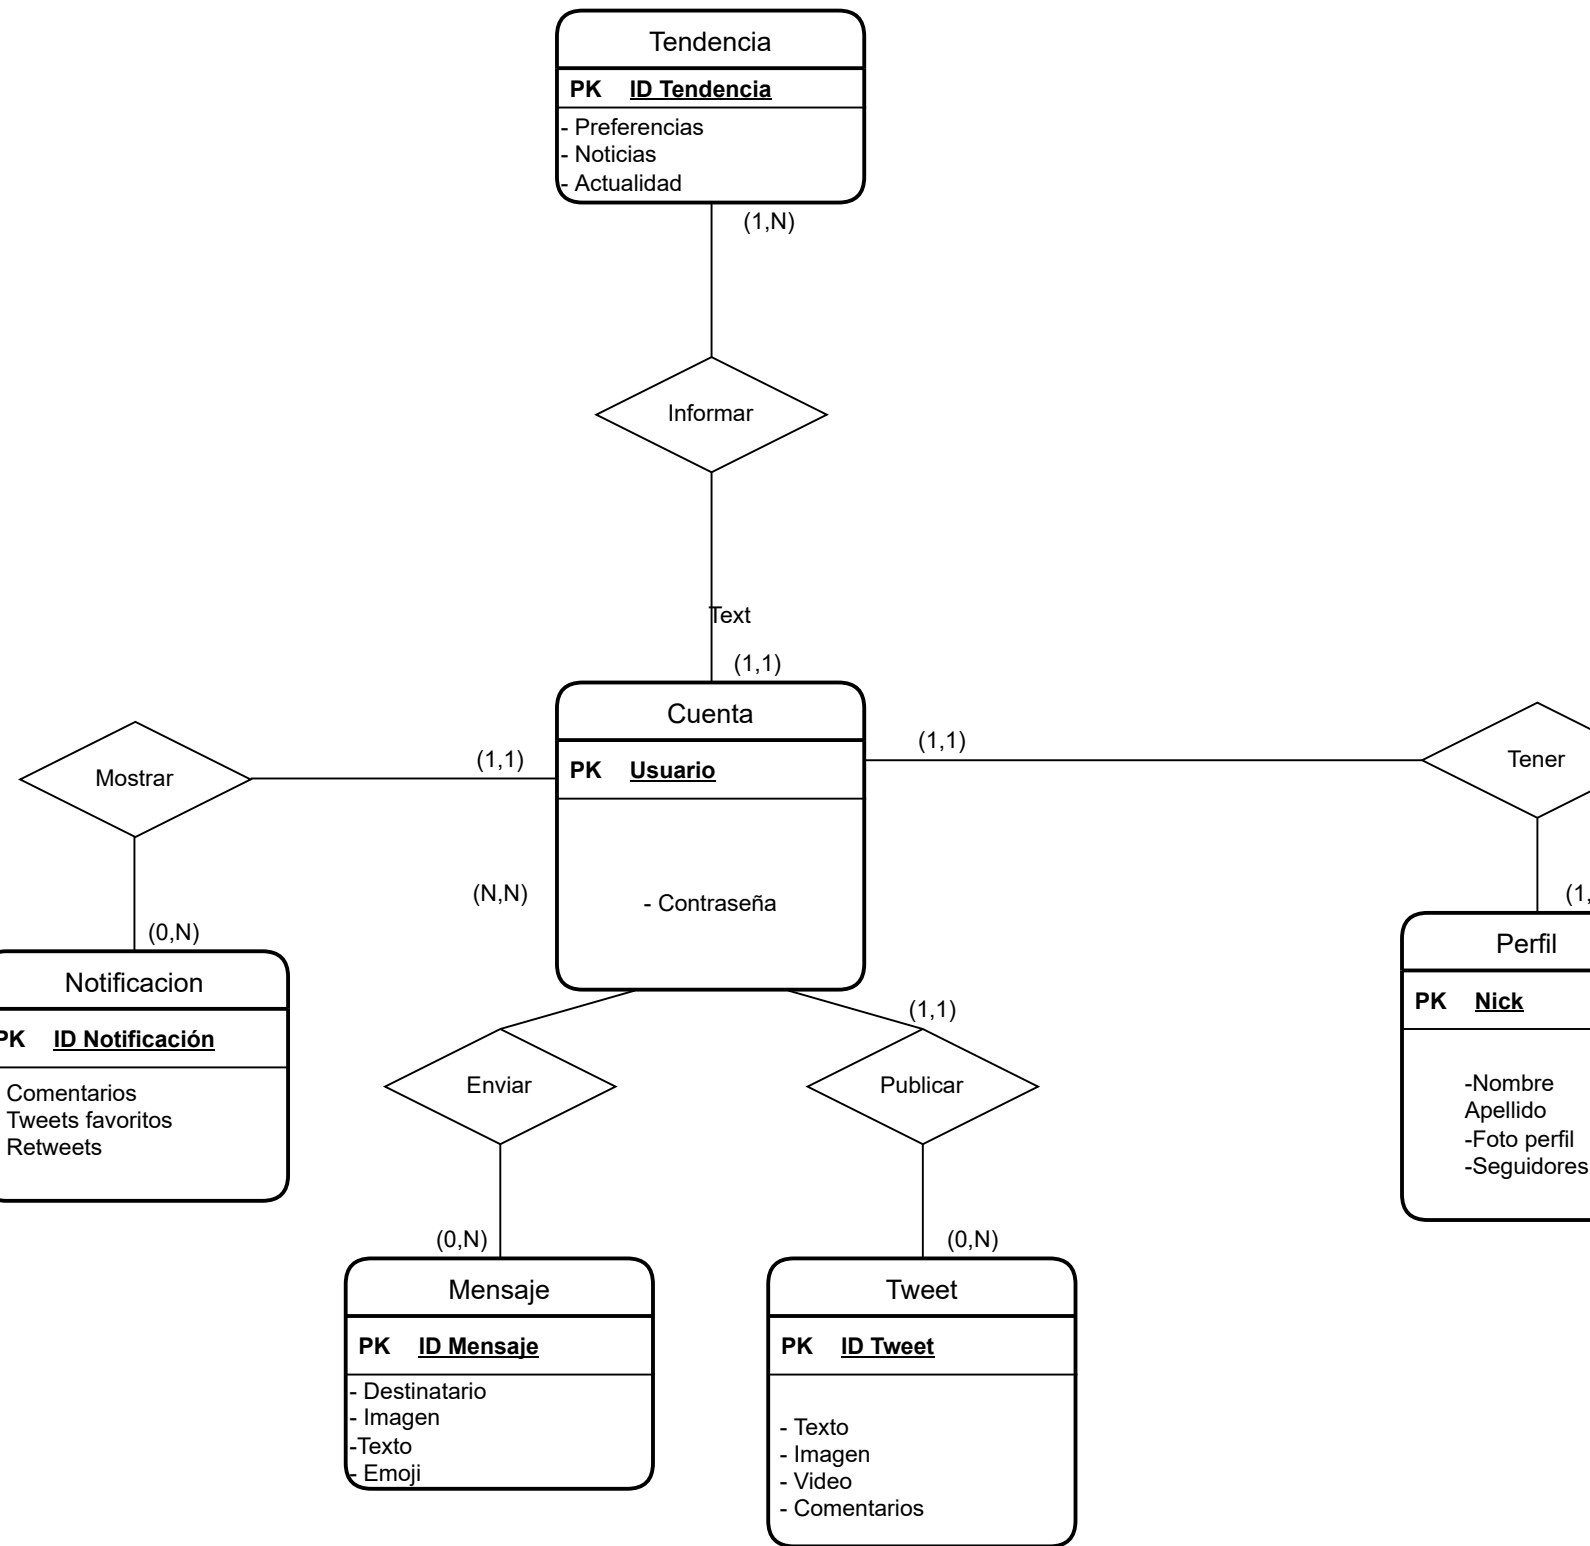 Tendencia
PK ID Tendencia
- Preferencias
- Noticias
- Actualidad
(1,N)
Informar
Text
(1,1)
Cuenta
PK Usuario
- Contraseña
(1,1)
Mostrar
(1,1)
Tener
(N,N)
(0,N)
Notificacion
PK ID Notificación
Comentarios
Tweets favoritos
Retweets
(1,
Perfil
PK Nick
-Nombre
Apellido
-Foto perfil
-Seguidores
Enviar
(1,1)
Publicar
(0,N)
Mensaje
PK ID Mensaje
- Destinatario
- Imagen
-Texto
- Emoji
(0,N)
Tweet
PK ID Tweet
- Texto
- Imagen
- Video
- Comentarios